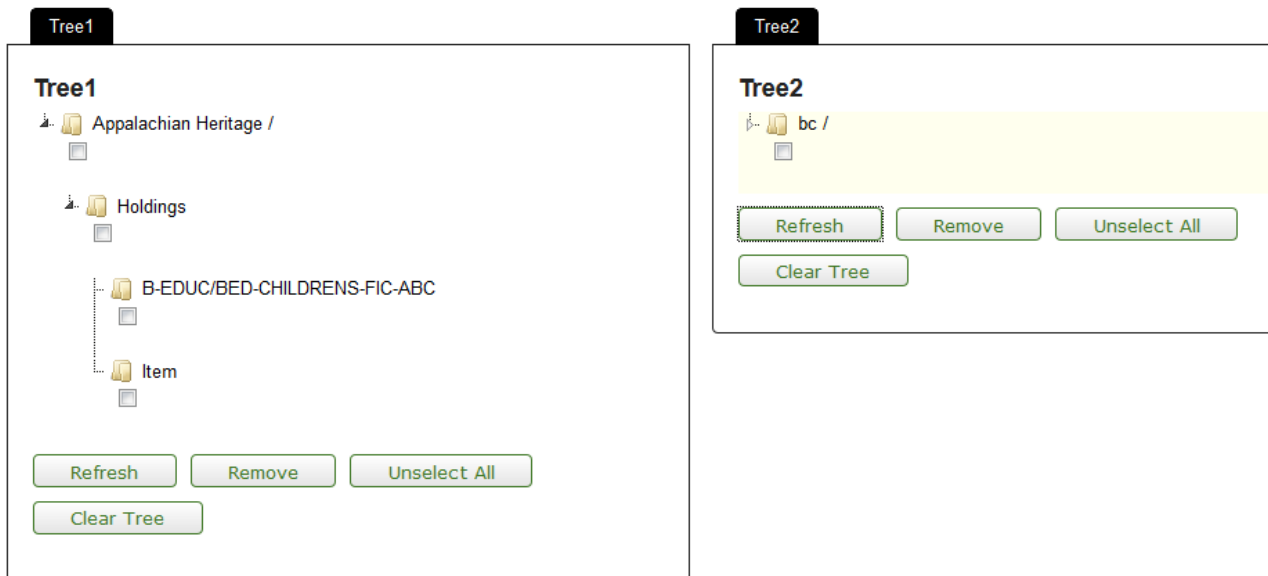 Tree1
Tree1
Appalachian Heritage /
Holdings
B-EDUC/BED-CHILDRENS-FIC-ABC
Item
Refresh Remove Unselect All
Clear Tree
Tree2
Tree2
bc /
Refresh Remove Unselect All
Clear Tree